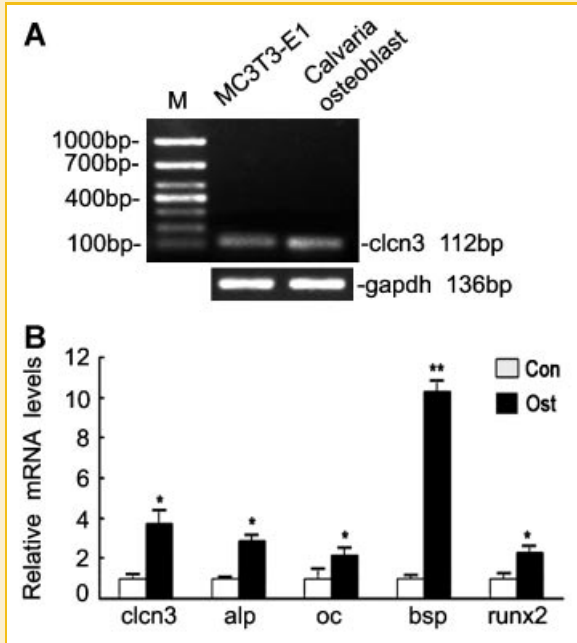 A
M
MC3T3-E1
Calvaria
osteoblast
1000bp-
700bp-
400bp-
100bp-
-clcn3 112bp
-gapdh 136bp
B
Relative mRNA levels
12
10
8
6
4
2
0
Con
Ost
*
*
*
**
*
clcn3 alp oc bsp runx2